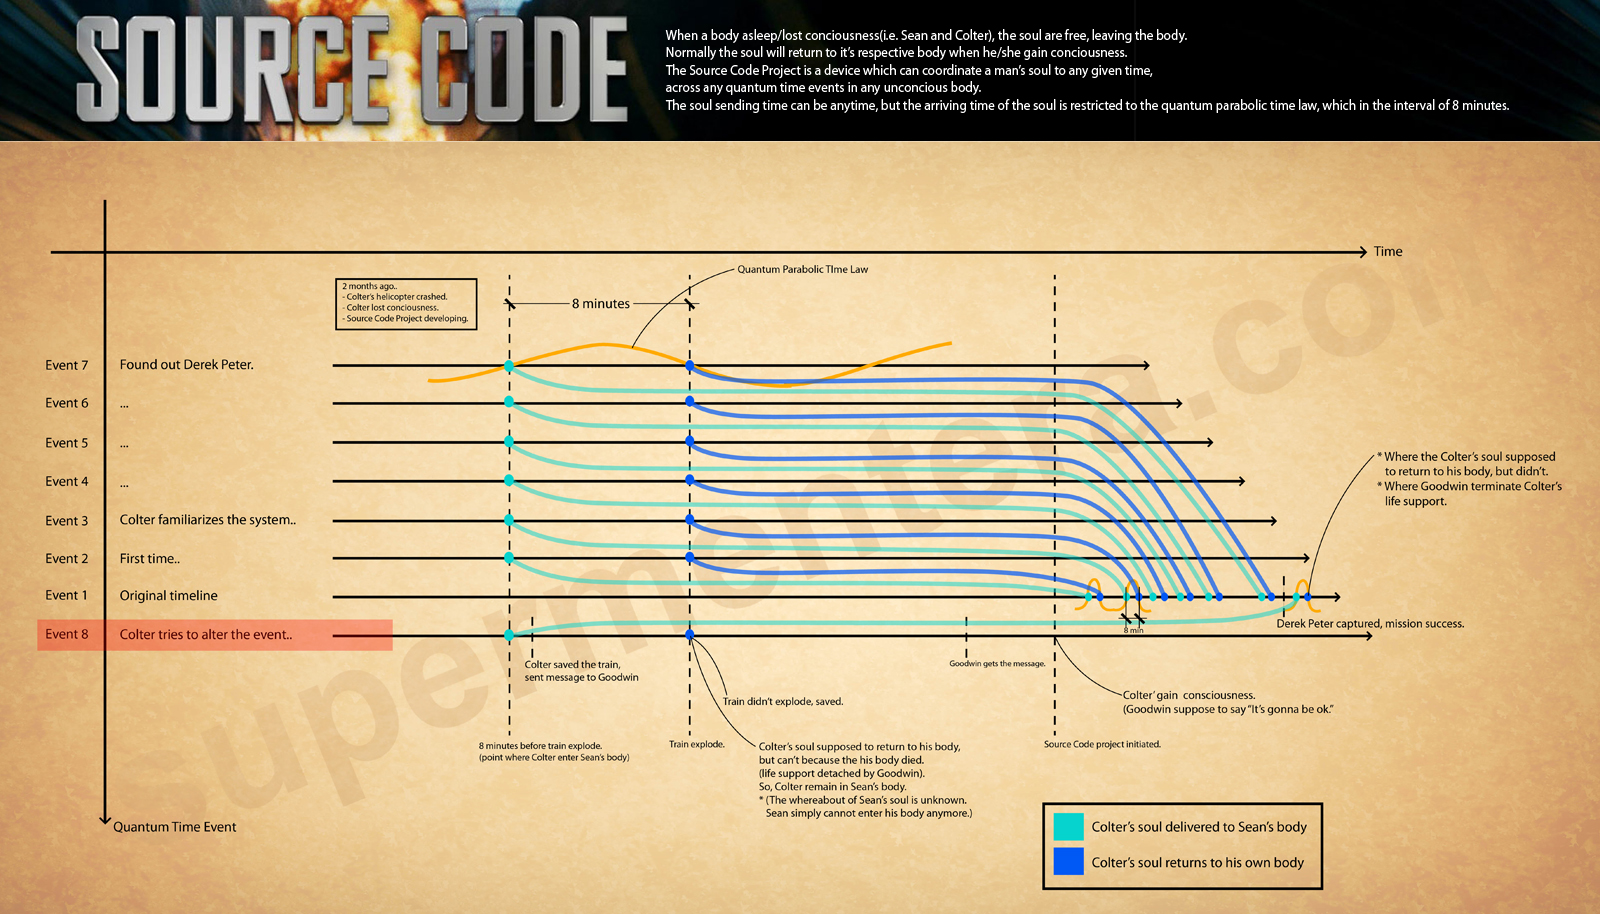 SOURCE CODE
When a body asleep/lost conciousness(i.e. Sean and Colter), the soul are free, leaving the body.
Normally the soul will return to it's respective body when he/she gain conciousness.
The Source Code Project is a device which can coordinate a man's soul to any given time,
across any quantum time events in any unconcious body.
The soul sending time can be anytime, but the arriving time of the soul is restricted to the quantum parabolic time law, which in the interval of 8 minutes.
Time
Quantum Parabolic TIme Law
2 months ago..
- Colter's helicopter crashed.
- Colter lost conciousness.
- Source Code Project developing.
8 minutes
Event 7 Found out Derek Peter.
Event 6 ...
Event 5 ...
Event 4 ...
Event 3 Colter familiarizes the system..
Event 2 First time..
Event 1 Original timeline
Event 8 Colter tries to alter the event..
* Where the Colter's soul supposed
to return to his body, but didn't.
* Where Goodwin terminate Colter's
life support.
8 min
Derek Peter captured, mission success.
Colter saved the train,
sent message to Goodwin
Goodwin gets the message.
Train didn't explode, saved.
Colter' gain consciousness.
(Goodwin suppose to say "It's gonna be ok."
8 minutes before train explode.
(point where Colter enter Sean's body)
Train explode.
Colter's soul supposed to return to his body,
but can't because the his body died.
(life support detached by Goodwin).
So, Colter remain in Sean's body.
* (The whereabout of Sean's soul is unknown.
Sean simply cannot enter his body anymore.)
Source Code project initiated.
Quantum Time Event
Colter's soul delivered to Sean's body
Colter's soul returns to his own body
supermentera.com